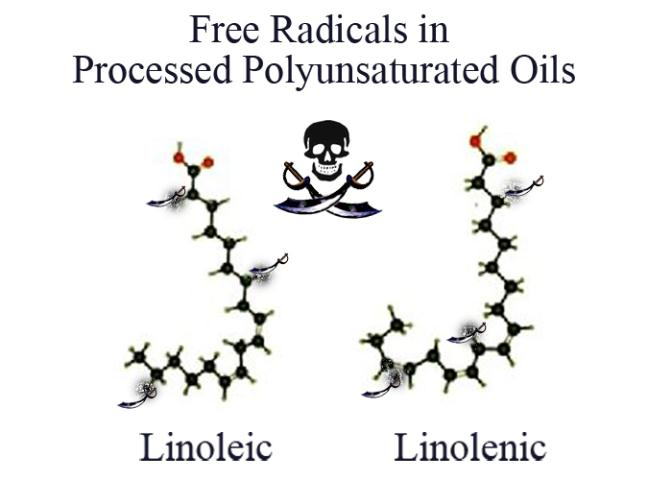 Free Radicals in
Processed Polyunsaturated Oils
Linoleic
Linolenic